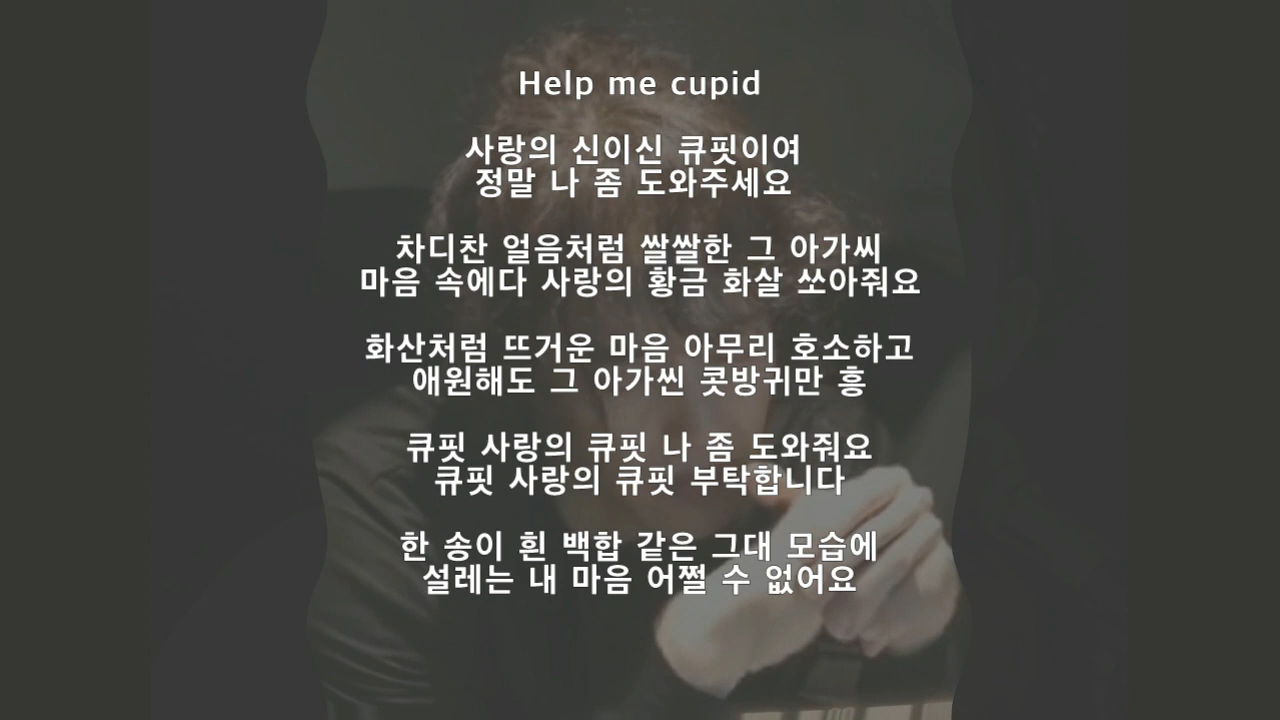 Help me cupid
사랑의 신이신 큐핏이여
정말 나 좀 도와주세요
차디찬 얼음처럼 쌀쌀한 그 아가씨
마음 속에다 사랑의 황금 화살 쏘아줘요
화산처럼 뜨거운 마음 아무리 호소하고
애원해도 그 아가씬 콧방귀만 흥
큐핏 사랑의 큐핏 나 좀 도와줘요
큐핏 사랑의 큐핏 부탁합니다
한 송이 흰 백합 같은 그대 모습에
설레는 내 마음 어쩔 수 없어요